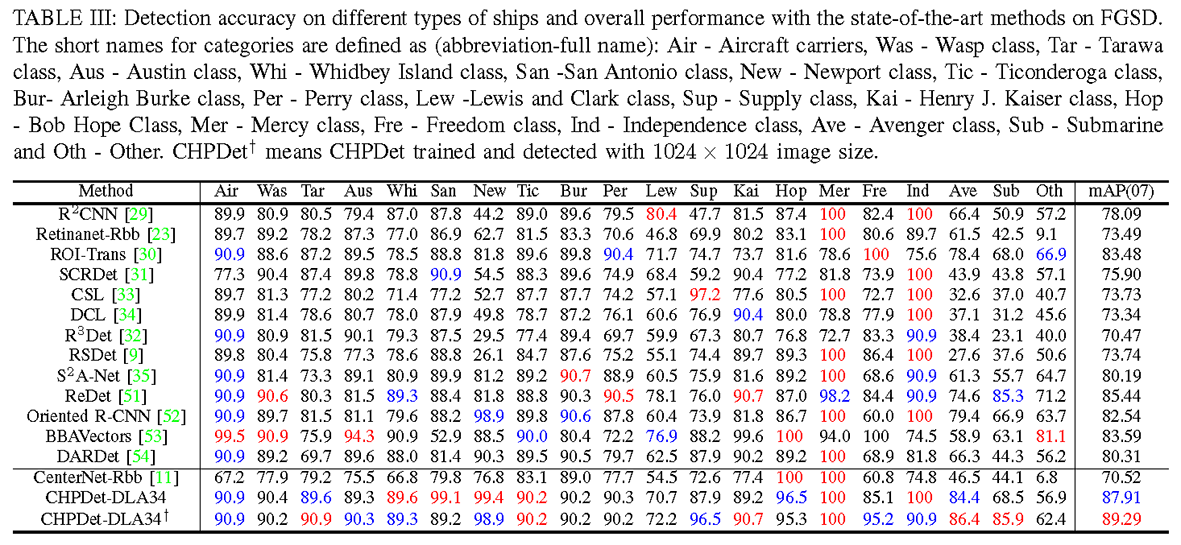 TABLE III: Detection accuracy on different types of ships and overall performance with the state-of-the-art methods on FGSD.
The short names for categories are defined as (abbreviation-full name): Air - Aircraft carriers, Was - Wasp class, Tar - Tarawa
class, Aus - Austin class, Whi - Whidbey Island class, San -San Antonio class, New - Newport class, Tic - Ticonderoga class,
Bur- Arleigh Burke class, Per - Perry class, Lew -Lewis and Clark class, Sup - Supply class, Kai - Henry J. Kaiser class, Hop
- Bob Hope Class, Mer - Mercy class, Fre - Freedom class, Ind - Independence class, Ave - Avenger class, Sub - Submarine
and Oth - Other. CHPDet† means CHPDet trained and detected with 1024 × 1024 image size.
Method Air Was Tar Aus Whi San New Tic Bur Per Lew Sup Kai Hop Mer Fre Ind Ave Sub Oth mAP(07)
R²CNN [29] 89.9 80.9 80.5 79.4 87.0 87.8 44.2 89.0 89.6 79.5 80.4 47.7 81.5 87.4 100 82.4 100 66.4 50.9 57.2 78.09
Retinanet-Rbb [23] 89.7 89.2 78.2 87.3 77.0 86.9 62.7 81.5 83.3 70.6 46.8 69.9 80.2 83.1 100 80.6 89.7 61.5 42.5 9.1 73.49
ROI-Trans [30] 90.9 88.6 87.2 89.5 78.5 88.8 81.8 89.6 89.8 90.4 71.7 74.7 73.7 81.6 78.6 100 75.6 78.4 68.0 66.9 83.48
SCRDet [31] 77.3 90.4 87.4 89.8 78.8 90.9 54.5 88.3 89.6 74.9 68.4 59.2 90.4 77.2 81.8 73.9 100 43.9 43.8 57.1 75.90
CSL [33] 89.7 81.3 77.2 80.2 71.4 77.2 52.7 87.7 87.7 74.2 57.1 97.2 77.6 80.5 100 72.7 100 32.6 37.0 40.7 73.73
DCL [34] 89.9 81.4 78.6 80.7 78.0 87.9 49.8 78.7 87.2 76.1 60.6 76.9 90.4 80.0 78.8 77.9 100 37.1 31.2 45.6 73.34
R³Det [32] 90.9 80.9 81.5 90.1 79.3 87.5 29.5 77.4 89.4 69.7 59.9 67.3 80.7 76.8 72.7 83.3 90.9 38.4 23.1 40.0 70.47
RSDet [9] 89.8 80.4 75.8 77.3 78.6 88.8 26.1 84.7 87.6 75.2 55.1 74.4 89.7 89.3 100 86.4 100 27.6 37.6 50.6 73.74
S²A-Net [35] 90.9 81.4 73.3 89.1 80.9 89.9 81.2 89.2 90.7 88.9 60.5 75.9 81.6 89.2 100 68.6 90.9 61.3 55.7 64.7 80.19
ReDet [51] 90.9 90.6 80.3 81.5 89.3 88.4 81.8 88.8 90.3 90.5 78.1 76.0 90.7 87.0 98.2 84.4 90.9 74.6 85.3 71.2 85.44
Oriented R-CNN [52] 90.9 89.7 81.5 81.1 79.6 88.2 98.9 89.8 90.6 87.8 60.4 73.9 81.8 86.7 100 60.0 100 79.4 66.9 63.7 82.54
BBAVectors [53] 99.5 90.9 75.9 94.3 90.9 52.9 88.5 90.0 80.4 72.2 76.9 88.2 99.6 100 94.0 100 74.5 58.9 63.1 81.1 83.59
DARDet [54] 90.9 89.2 69.7 89.6 88.0 81.4 90.3 89.5 90.5 79.7 62.5 87.9 90.2 89.2 100 68.9 81.8 66.3 44.3 56.2 80.31
CenterNet-Rbb [11] 67.2 77.9 79.2 75.5 66.8 79.8 76.8 83.1 89.0 77.7 54.5 72.6 77.4 100 100 60.8 74.8 46.5 44.1 6.8 70.52
CHPDet-DLA34 90.9 90.4 89.6 89.3 89.6 99.1 99.4 90.2 90.2 90.3 70.7 87.9 89.2 96.5 100 85.1 100 84.4 68.5 56.9 87.91
CHPDet-DLA34† 90.9 90.2 90.9 90.3 89.3 89.2 98.9 90.2 90.2 90.2 72.2 96.5 90.7 95.3 100 95.2 90.9 86.4 85.9 62.4 89.29